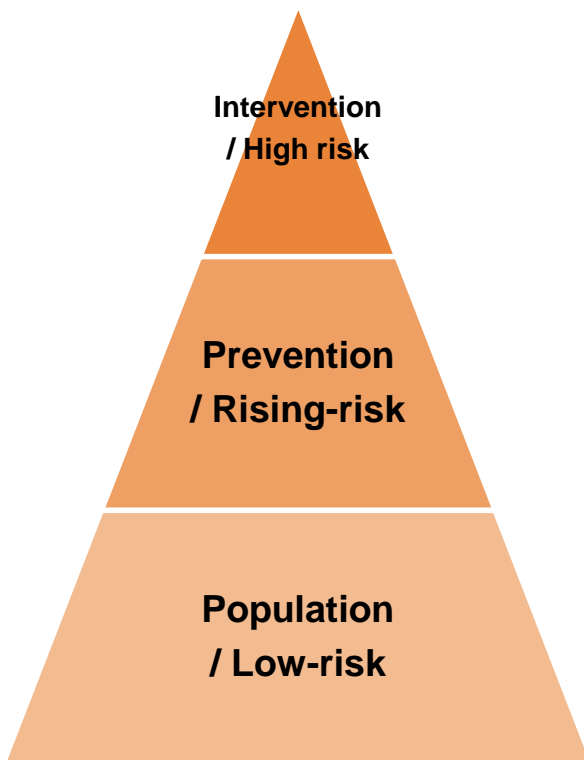 Intervention
/ High risk
Prevention
/ Rising-risk
Population
/ Low-risk